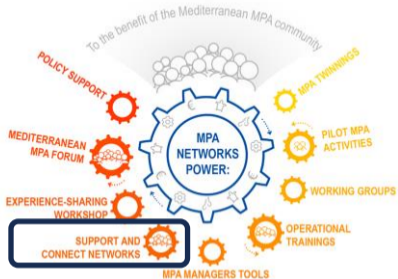 To the benefit of the Mediterranean MPA community
POLICY SUPPORT
MEDITERRANEAN
MPA FORUM
EXPERIENCE-SHARING
WORKSHOP
SUPPORT AND
CONNECT NETWORKS
MPA MANAGERS TOOLS
MPA
NETWORKS
POWER:
MPA TWINNINGS
PILOT MPA
ACTIVITIES
WORKING GROUPS
OPERATIONAL
TRAININGS